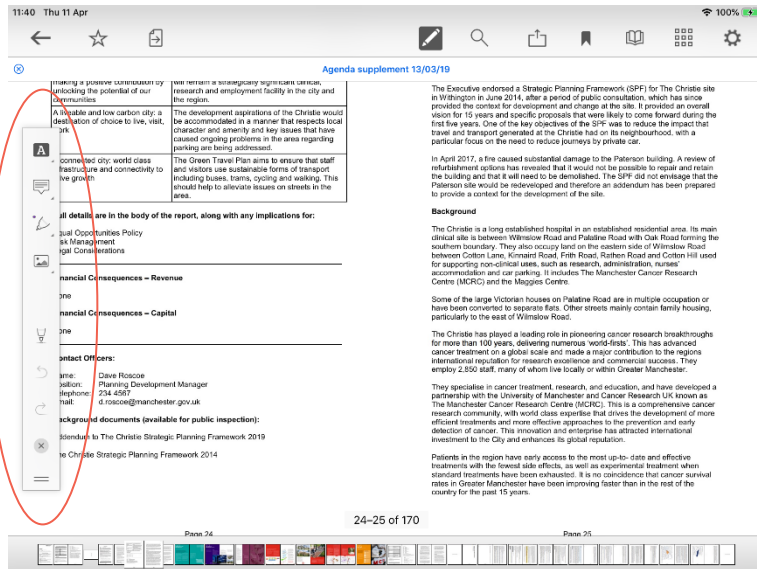 11:40 Thu 11 Apr
100%
Agenda supplement 13/03/19
making a positive contribution by
unlocking the potential of our
communities
will remain a strategically significant clinical,
research and employment facility in the city and
the region.
A liveable and low carbon city: a
destination of choice to live, visit,
ork
The development aspirations of the Christie would
be accommodated in a manner that respects local
character and amenity and key issues that have
caused ongoing problems in the area regarding
parking are being addressed.
connected city: world class
frastructure and connectivity to
ive growth
The Green Travel Plan aims to ensure that staff
and visitors use sustainable forms of transport
including buses, trams, cycling and walking. This
should help to alleviate issues on streets in the
area.
ull details are in the body of the report, along with any implications for:
qual Opportunities Policy
sk Management
egal Considerations
nancial Consequences – Revenue
one
nancial Consequences – Capital
one
ontact Officers:
ame: Dave Roscoe
osition: Planning Development Manager
elephone: 234 4567
mail: d.roscoe@manchester.gov.uk
ackground documents (available for public inspection):
ddendum to The Christie Strategic Planning Framework 2019
he Christie Strategic Planning Framework 2014
Page 24
A
The Executive endorsed a Strategic Planning Framework (SPF) for The Christie site
in Withington in June 2014, after a period of public consultation, which has since
provided the context for development and change at the site. It provided an overall
vision for 15 years and specific proposals that were likely to come forward during the
first five years. One of the key objectives of the SPF was to reduce the impact that
travel and transport generated at the Christie had on its neighbourhood, with a
particular focus on the need to reduce journeys by private car.
In April 2017, a fire caused substantial damage to the Paterson building. A review of
refurbishment options has revealed that it would not be possible to repair and retain
the building and that it will need to be demolished. The SPF did not envisage that the
Paterson site would be redeveloped and therefore an addendum has been prepared
to provide a context for the development of the site.
Background
The Christie is a long established hospital in an established residential area. Its main
clinical site is between Wilmslow Road and Palatine Road with Oak Road forming the
southern boundary. They also occupy land on the eastern side of Wilmslow Road
between Cotton Lane, Kinnaird Road, Frith Road, Rathen Road and Cotton Hill used
for supporting non-clinical uses, such as research, administration, nurses'
accommodation and car parking. It includes The Manchester Cancer Research
Centre (MCRC) and the Maggies Centre.
Some of the large Victorian houses on Palatine Road are in multiple occupation or
have been converted to separate flats. Other streets mainly contain family housing,
particularly to the east of Wilmslow Road.
The Christie has played a leading role in pioneering cancer research breakthroughs
for more than 100 years, delivering numerous 'world-firsts'. This has advanced
cancer treatment on a global scale and made a major contribution to the regions
international reputation for research excellence and commercial success. They
employ 2,850 staff, many of whom live locally or within Greater Manchester.
They specialise in cancer treatment, research, and education, and have developed a
partnership with the University of Manchester and Cancer Research UK known as
The Manchester Cancer Research Centre (MCRC). This is a comprehensive cancer
research community, with world class expertise that drives the development of more
efficient treatments and more effective approaches to the prevention and early
detection of cancer. This innovation and enterprise has attracted international
investment to the City and enhances its global reputation.
Patients in the region have early access to the most up-to- date and effective
treatments with the fewest side effects, as well as experimental treatment when
standard treatments have been exhausted. It is no coincidence that cancer survival
rates in Greater Manchester have been improving faster than in the rest of the
country for the past 15 years.
Page 25
24–25 of 170